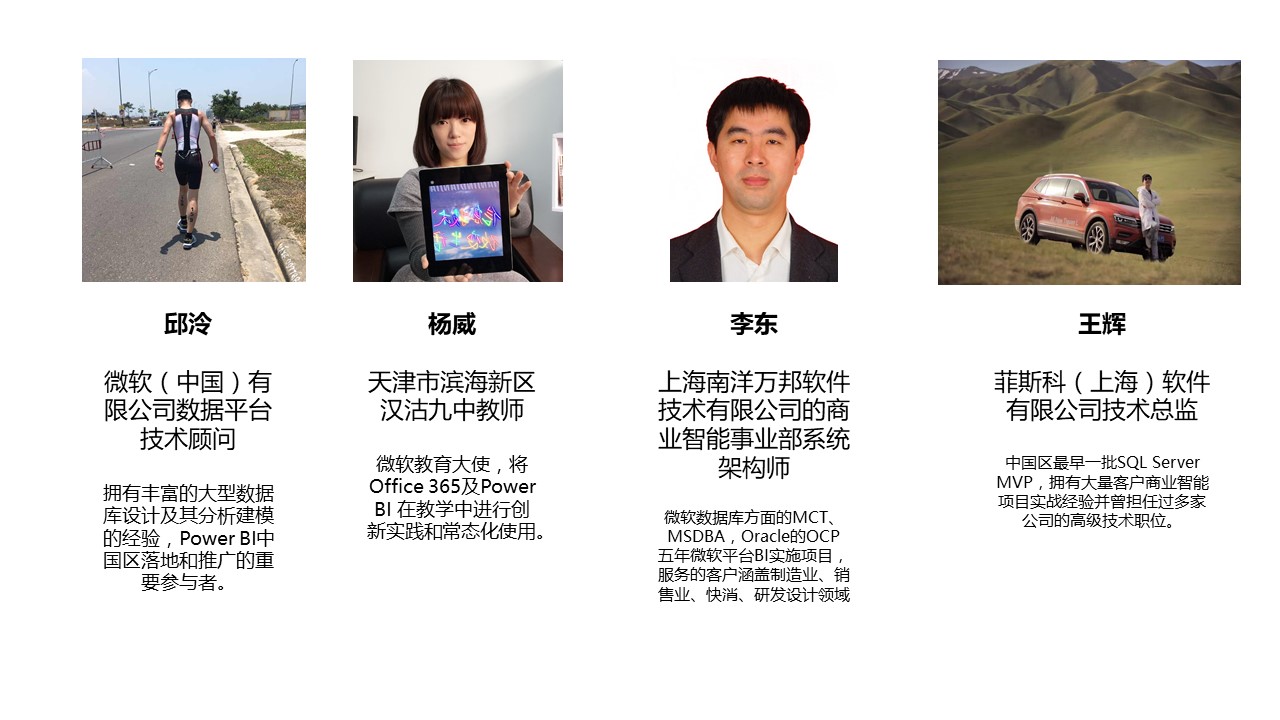 邱泠
微软（中国）有
限公司数据平台
技术顾问
拥有丰富的大型数据
库设计及其分析建模
的经验，Power BI中
国区落地和推广的重
要参与者。
杨威
天津市滨海新区
汉沽九中教师
微软教育大使，将
Office 365及Power
BI 在教学中进行创
新实践和常态化使用。
李东
上海南洋万邦软件
技术有限公司的商
业智能事业部系统
架构师
微软数据库方面的MCT、
MSDBA，Oracle的OCP
五年微软平台BI实施项目，
服务的客户涵盖制造业、销
售业、快消、研发设计领域
王辉
菲斯科（上海）软件
有限公司技术总监
中国区最早一批SQL Server
MVP，拥有大量客户商业智能
项目实战经验并曾担任过多家
公司的高级技术职位。